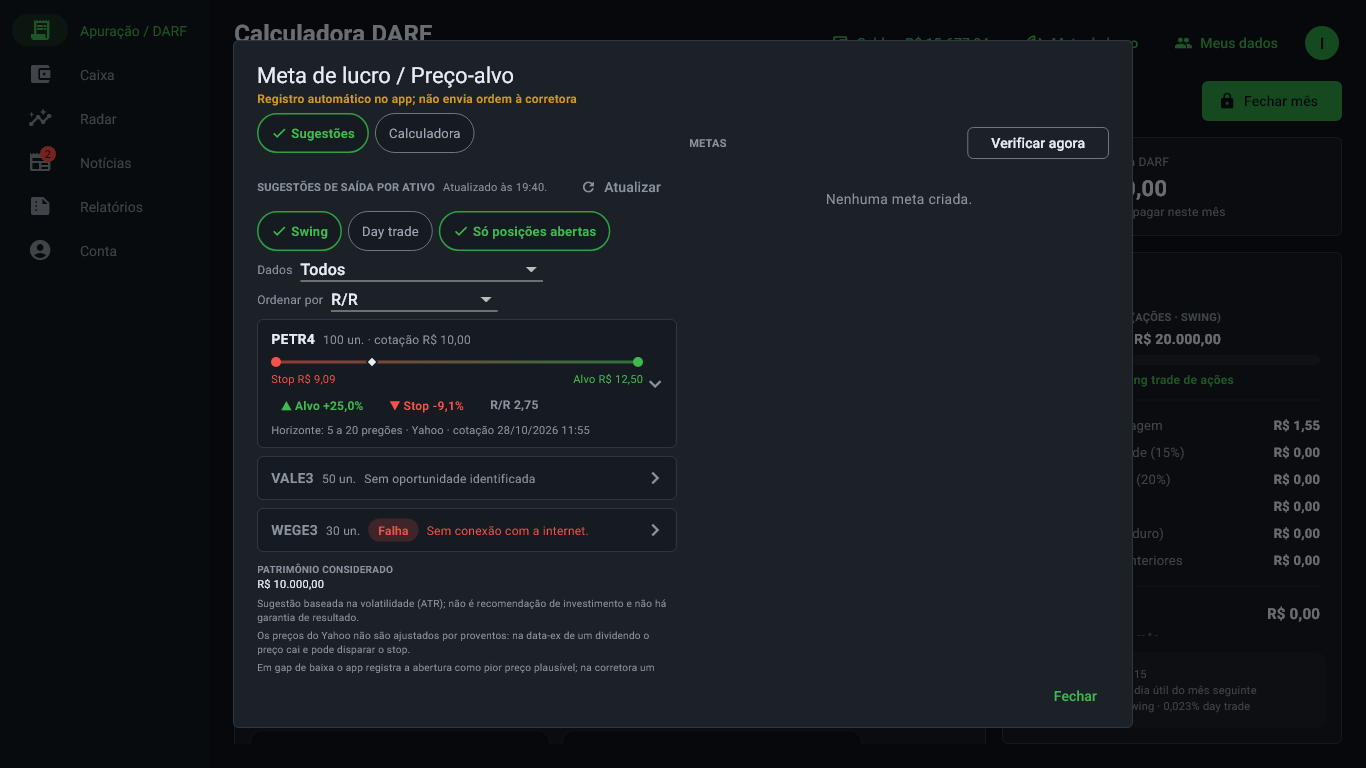 Apuração / DARF
Caixa
Radar
2
Notícias
Relatórios
Conta
Calculadora DARF
Meus dados
I
Fechar mês
Meta de lucro / Preço-alvo
Registro automático no app; não envia ordem à corretora
Sugestões
Calculadora
SUGESTÕES DE SAÍDA POR ATIVO Atualizado às 19:40.
Atualizar
Swing
Day trade
Só posições abertas
Dados Todos
Ordenar por R/R
PETR4 100 un. · cotação R$ 10,00
Stop R$ 9,09
Alvo R$ 12,50
▲ Alvo +25,0% ▼ Stop -9,1% R/R 2,75
Horizonte: 5 a 20 pregões · Yahoo · cotação 28/10/2026 11:55
VALE3 50 un. Sem oportunidade identificada
WEGE3 30 un. Falha Sem conexão com a internet.
PATRIMÔNIO CONSIDERADO
R$ 10.000,00
Sugestão baseada na volatilidade (ATR); não é recomendação de investimento e não há
garantia de resultado.
Os preços do Yahoo não são ajustados por proventos: na data-ex de um dividendo o
preço cai e pode disparar o stop.
Em gap de baixa o app registra a abertura como pior preço plausível; na corretora um
METAS
Verificar agora
Nenhuma meta criada.
Fechar
DARF
,00
pagar neste mês
(AÇÕES · SWING)
R$ 20.000,00
ng trade de ações
agem R$ 1,55
de (15%) R$ 0,00
(20%) R$ 0,00
R$ 0,00
duro) R$ 0,00
nteriores R$ 0,00
R$ 0,00
15
dia útil do mês seguinte
wing · 0,023% day trade